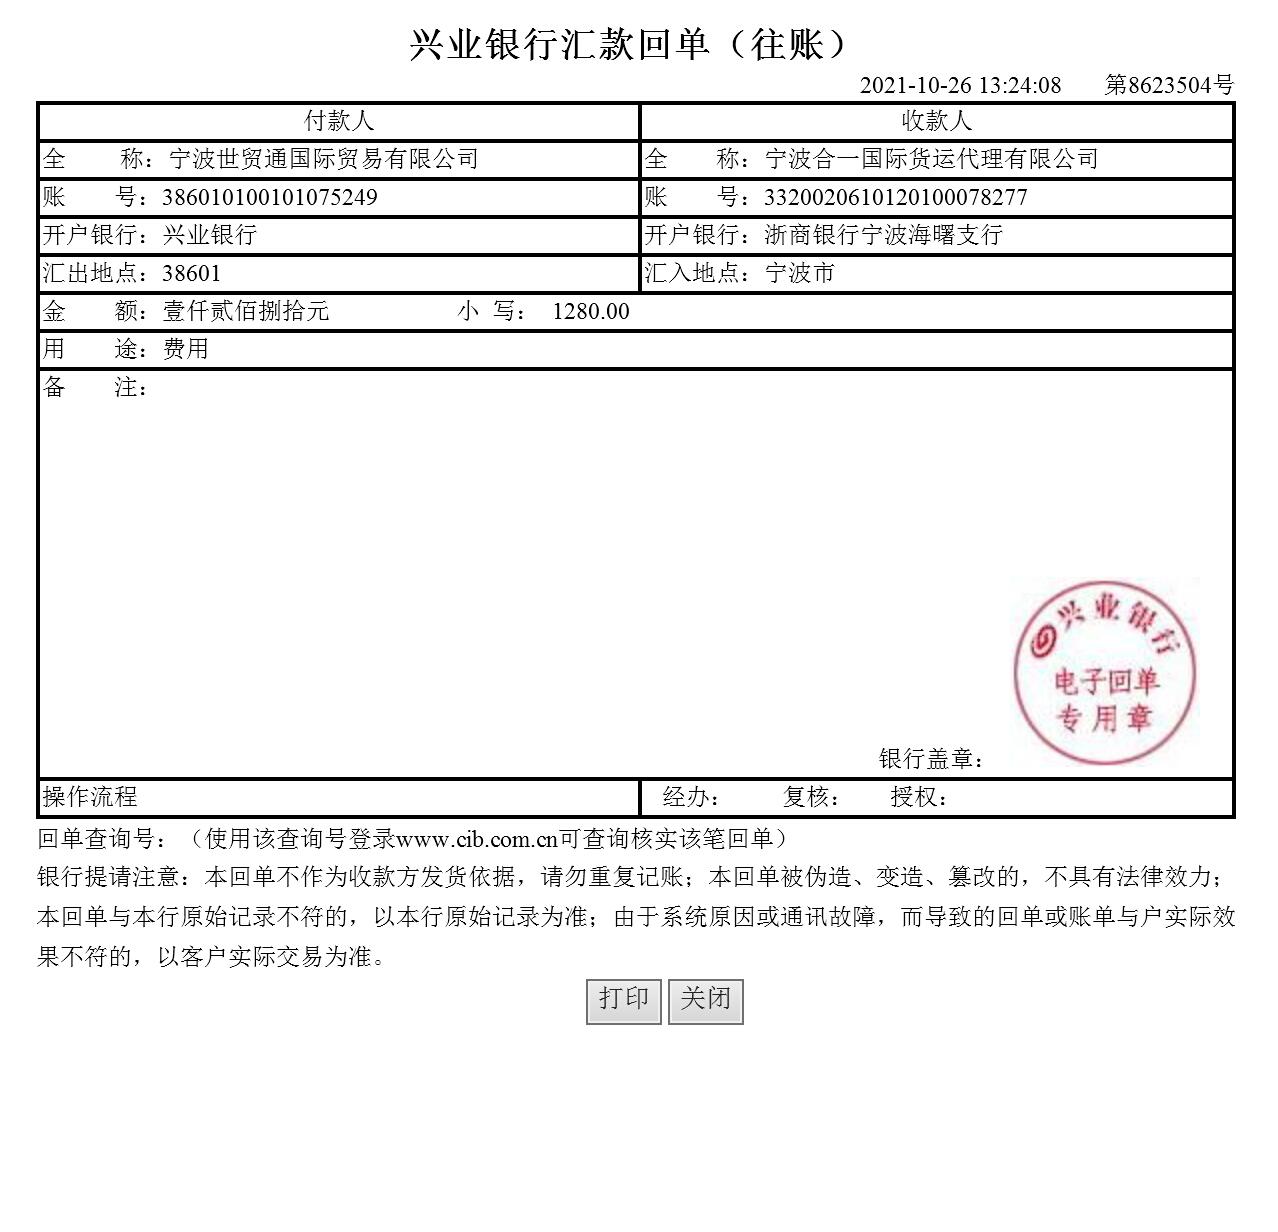 兴业银行汇款回单（往账）
2021-10-26 13:24:08 第8623504号
付款人 收款人
全 称：宁波世贸通国际贸易有限公司 全 称：宁波合一国际货运代理有限公司
账 号：386010100101075249 账 号：3320020610120100078277
开户银行：兴业银行 开户银行：浙商银行宁波海曙支行
汇出地点：38601 汇入地点：宁波市
金 额：壹仟贰佰捌拾元 小 写： 1280.00
用 途：费用
备 注：
兴业银行
电子回单
专用章
银行盖章：
操作流程 经办： 复核： 授权：
回单查询号：（使用该查询号登录www.cib.com.cn可查询核实该笔回单）
银行提请注意：本回单不作为收款方发货依据，请勿重复记账；本回单被伪造、变造、篡改的，不具有法律效力；
本回单与本行原始记录不符的，以本行原始记录为准；由于系统原因或通讯故障，而导致的回单或账单与户实际效
果不符的，以客户实际交易为准。
打印 关闭